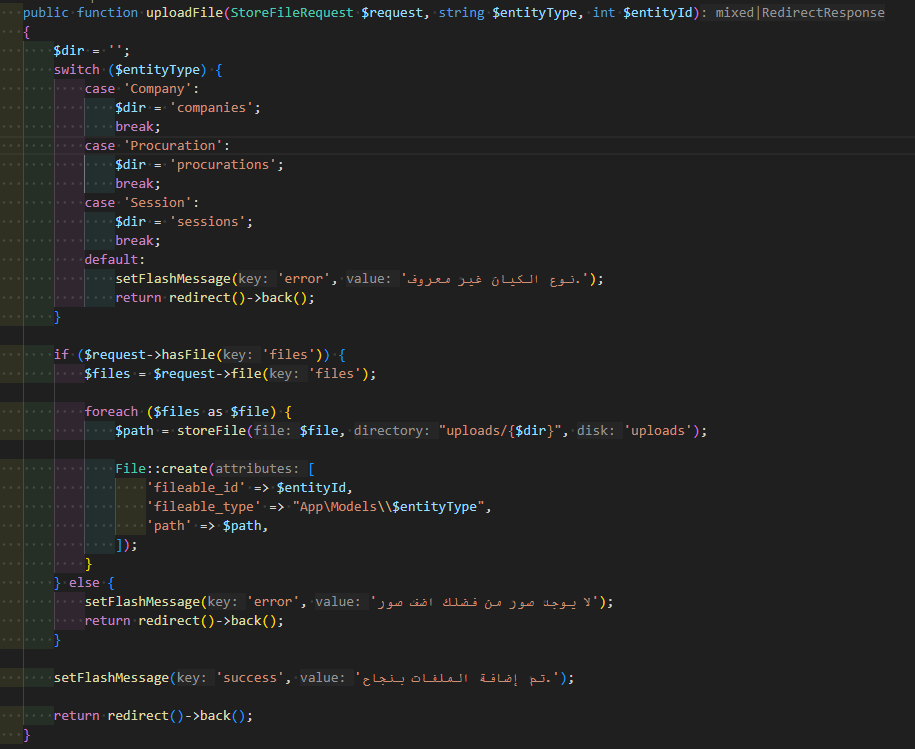 public function uploadFile(StoreFileRequest $request, string $entityType, int $entityId): mixed|RedirectResponse
{
    $dir = '';
    switch ($entityType) {
        case 'Company':
            $dir = 'companies';
            break;
        case 'Procuration':
            $dir = 'procurations';
            break;
        case 'Session':
            $dir = 'sessions';
            break;
        default:
            setFlashMessage(key: 'error', value: 'نوع الكيان غير معروف.');
            return redirect()->back();
    }

    if ($request->hasFile(key: 'files')) {
        $files = $request->file(key: 'files');

        foreach ($files as $file) {
            $path = storeFile(file: $file, directory: "uploads/{$dir}", disk: 'uploads');

            File::create(attributes: [
                'fileable_id' => $entityId,
                'fileable_type' => "App\Models\\$entityType",
                'path' => $path,
            ]);
        }
    } else {
        setFlashMessage(key: 'error', value: 'لا يوجد صور من فضلك اضف صور');
        return redirect()->back();
    }

    setFlashMessage(key: 'success', value: 'تم إضافة الملفات بنجاح.');

    return redirect()->back();
}